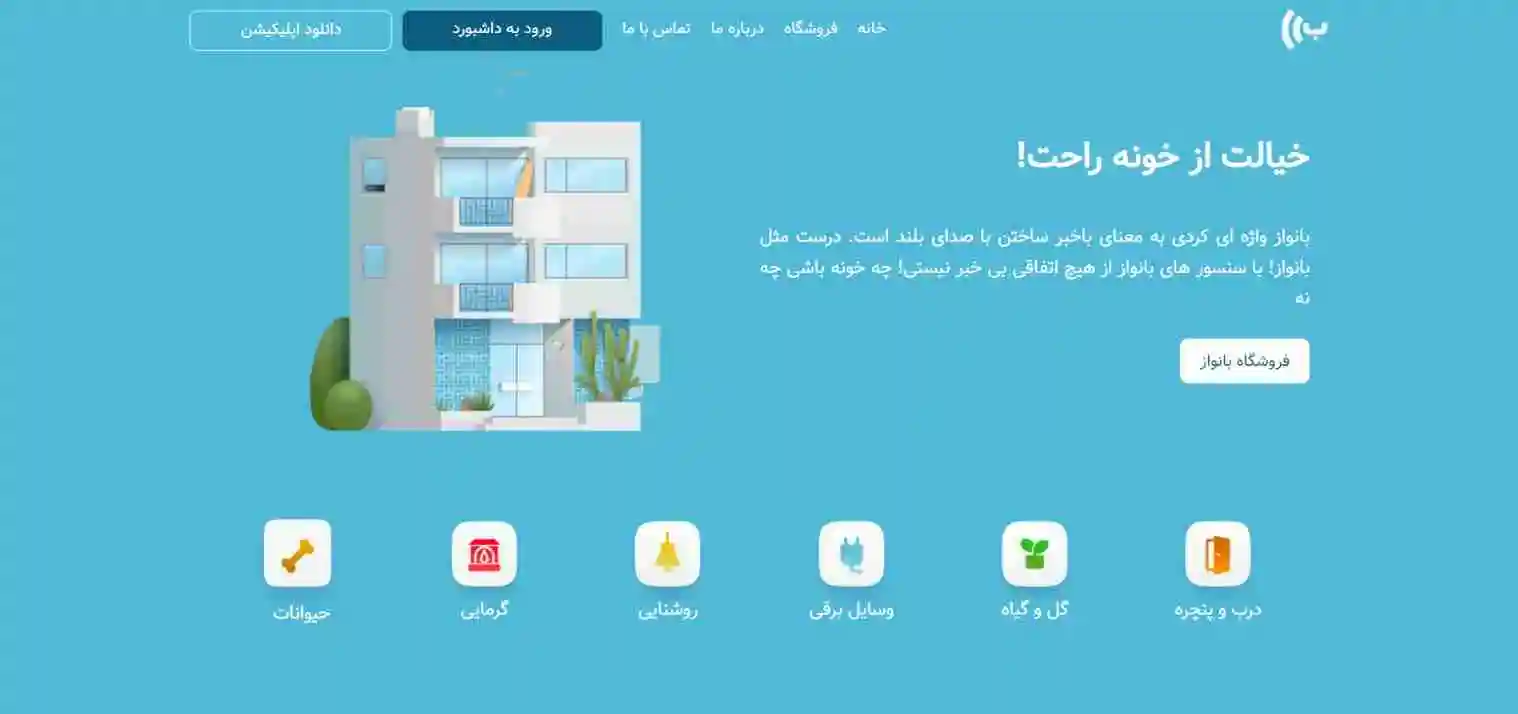 ب
خانه
فروشگاه
درباره ما
تماس با ما
ورود به داشبورد
دانلود اپلیکیشن
خیالت از خونه راحت!
بانواز واژه ای کردی به معنای باخبر ساختن با صدای بلند است. درست مثل
بانواز! با سنسور های بانواز از هیچ اتفاقی بی خبر نیستی! چه خونه باشی چه
نه
فروشگاه بانواز
درب و پنچره
گل و گیاه
وسایل برقی
روشنایی
گرمایی
حیوانات